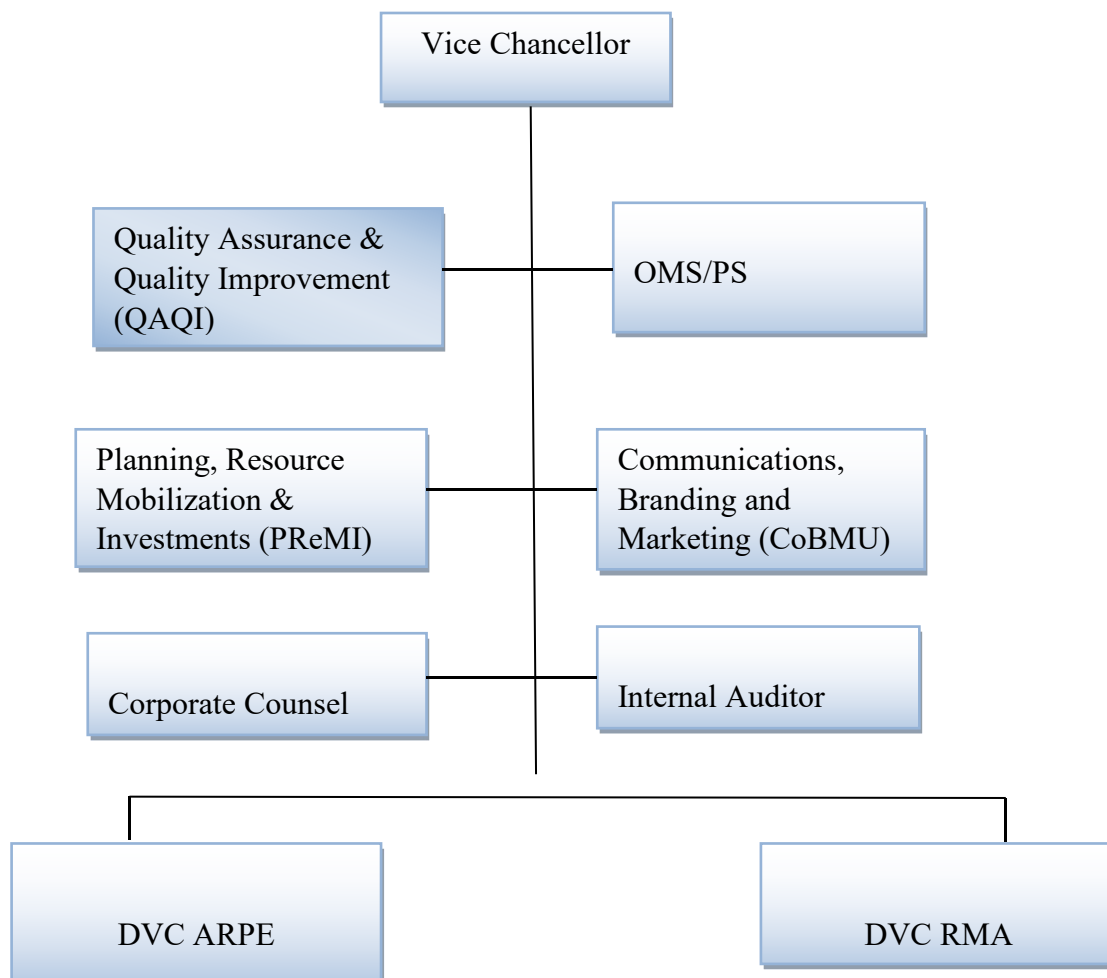 Vice Chancellor
Quality Assurance &
Quality Improvement
(QAQI)
OMS/PS
Planning, Resource
Mobilization &
Investments (PReMI)
Communications,
Branding and
Marketing (CoBMU)
Corporate Counsel
Internal Auditor
DVC ARPE
DVC RMA